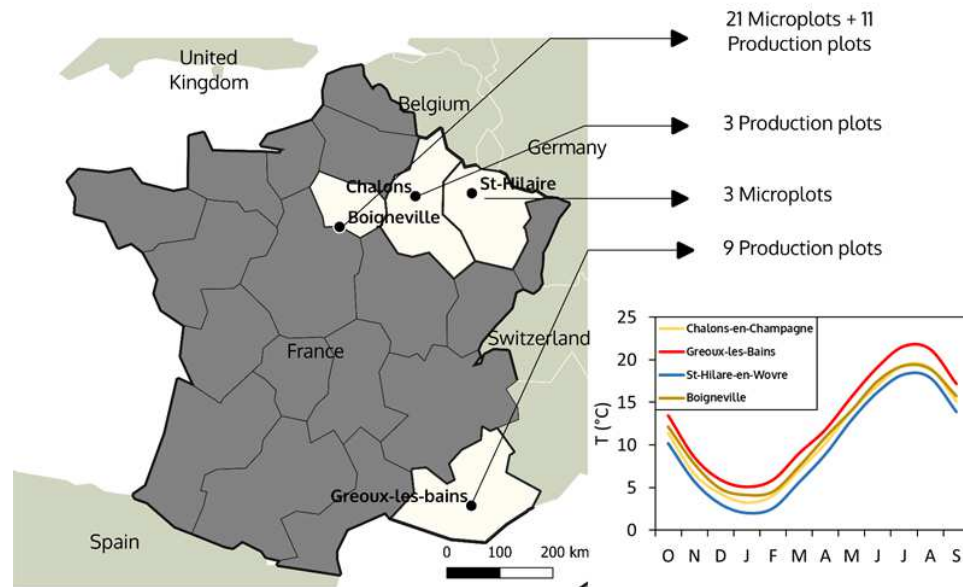 21 Microplots + 11
Production plots
United
Kingdom
Belgium
3 Production plots
Germany
Chalons
St-Hilaire
3 Microplots
Boigneville
9 Production plots
Switzerland
France
Gréoux-les-bains
Spain
0 100 200 km
25
20
15
10
5
0
T (°C)
Chalons-en-Champagne
Greoux-les-Bains
St-Hilare-en-Wovre
Boigneville
O N D J F M A M J J A S